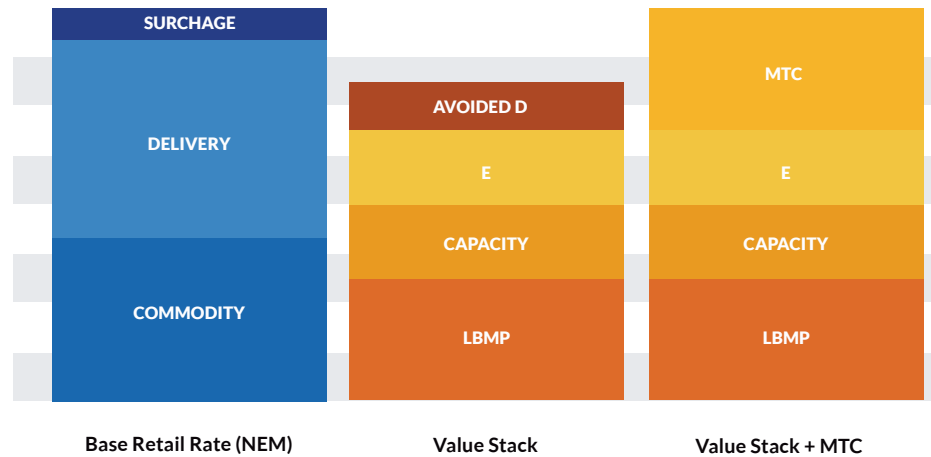 SURCHAGE
DELIVERY
COMMODITY
Base Retail Rate (NEM)
AVOIDED D
E
CAPACITY
LBMP
Value Stack
MTC
E
CAPACITY
LBMP
Value Stack + MTC